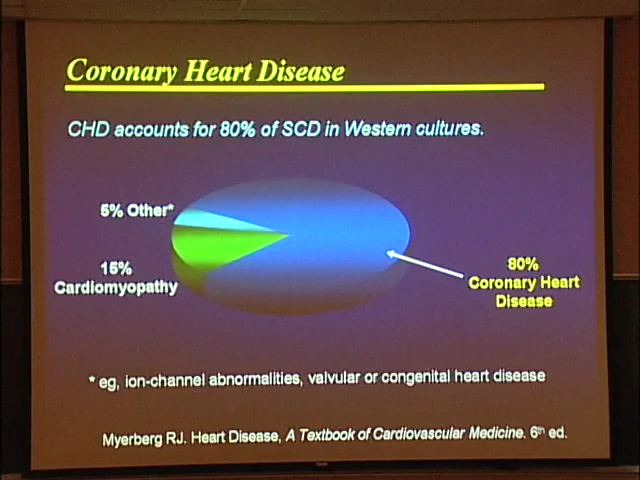 Coronary Heart Disease
CHD accounts for 80% of SCD in Western cultures.
5% Other*
15%
Cardiomyopathy
80%
Coronary Heart
Disease
* eg, ion-channel abnormalities, valvular or congenital heart disease
Myerberg RJ. Heart Disease, A Textbook of Cardiovascular Medicine. 6th ed.